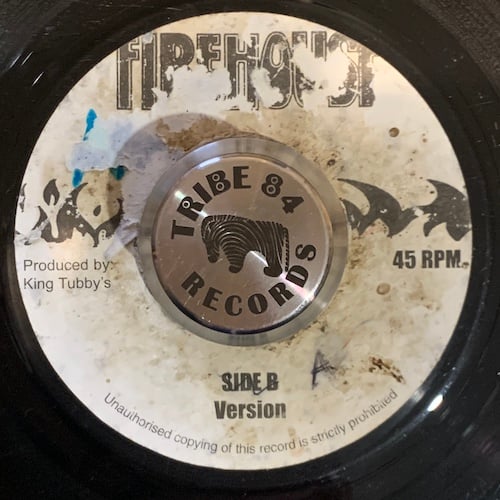 FIREHOUSE
TRIBE 84
RECORDS
Produced by:
King Tubby's
45 RPM
SIDE B
Version
Unauthorised copying of this record is strictly prohibited